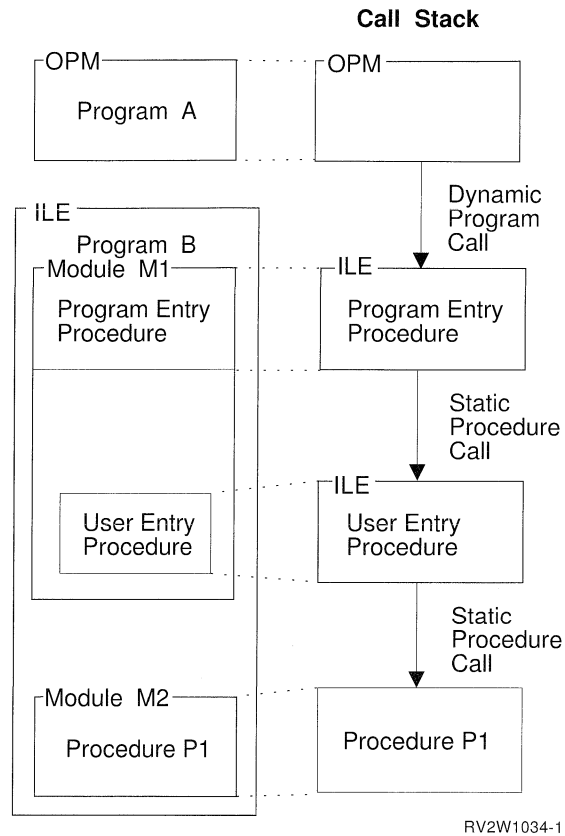 Call Stack
OPM
Program A
OPM
Dynamic
Program
Call
ILE
Program B
Module M1
Program Entry
Procedure
ILE
Program Entry
Procedure
Static
Procedure
Call
User Entry
Procedure
ILE
User Entry
Procedure
Static
Procedure
Call
Module M2
Procedure P1
Procedure P1
RV2W1034-1